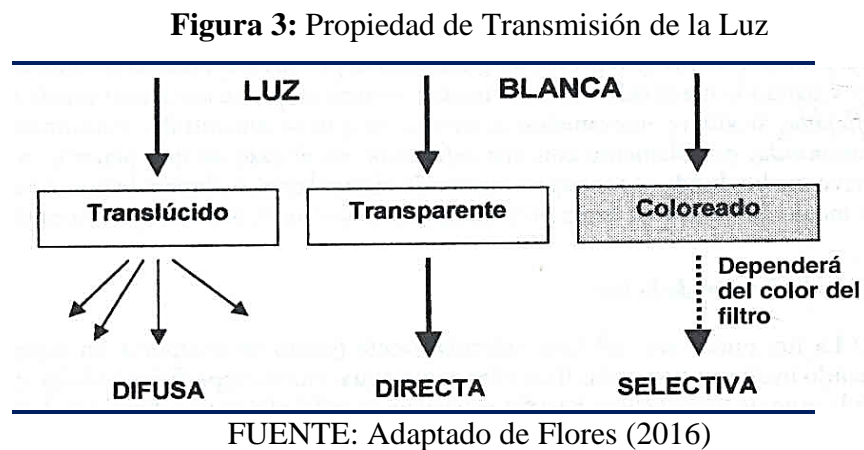 Figura 3: Propiedad de Transmisión de la Luz
LUZ BLANCA
Translúcido Transparente Coloreado
Dependerá
del color del
filtro
DIFUSA DIRECTA SELECTIVA
FUENTE: Adaptado de Flores (2016)